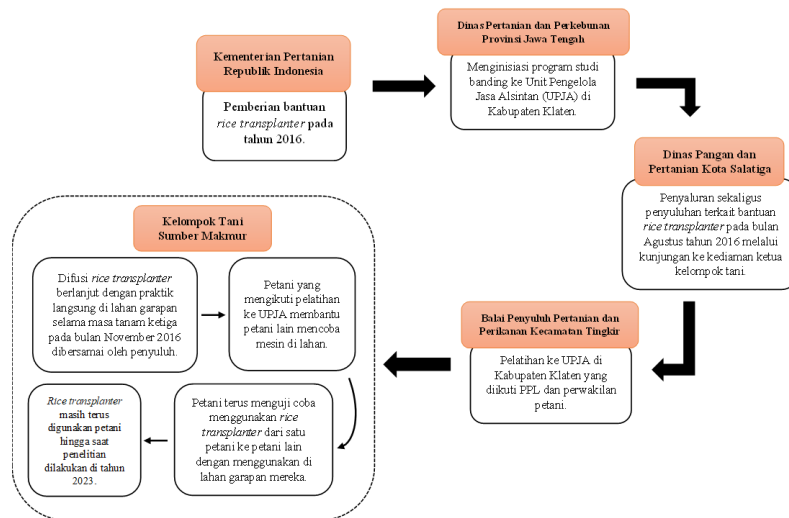 Kementerian Pertanian
Republik Indonesia
Pemberian bantuan
rice transplanter pada
tahun 2016.
Dinas Pertanian dan Perkebunan
Provinsi Jawa Tengah
Menginisiasi program studi
banding ke Unit Pengelola
Jasa Alsintan (UPJA) di
Kabupaten Klaten.
Dinas Pangan dan
Pertanian Kota Salatiga
Penyaluran sekaligus
penyuluhan terkait bantuan
rice transplanter pada bulan
Agustus tahun 2016 melalui
kunjungan ke kediaman ketua
kelompok tani.
Balai Penyuluh Pertanian dan
Perikanan Kecamatan Tingkir
Pelatihan ke UPJA di
Kabupaten Klaten yang
diikuti PPL dan perwakilan
petani.
Kelompok Tani
Sumber Makmur
Difusi rice transplanter
berlanjut dengan praktik
langsung di lahan garapan
selama masa tanam ketiga
pada bulan November 2016
dibersamai oleh penyuluh.
Petani yang
mengikuti pelatihan
ke UPJA membantu
petani lain mencoba
mesin di lahan.
Petani terus menguji coba
menggunakan rice
transplanter dari satu
petani ke petani lain
dengan menggunakan di
lahan garapan mereka.
Rice transplanter
masih terus
digunakan petani
hingga saat
penelitian
dilakukan di tahun
2023.